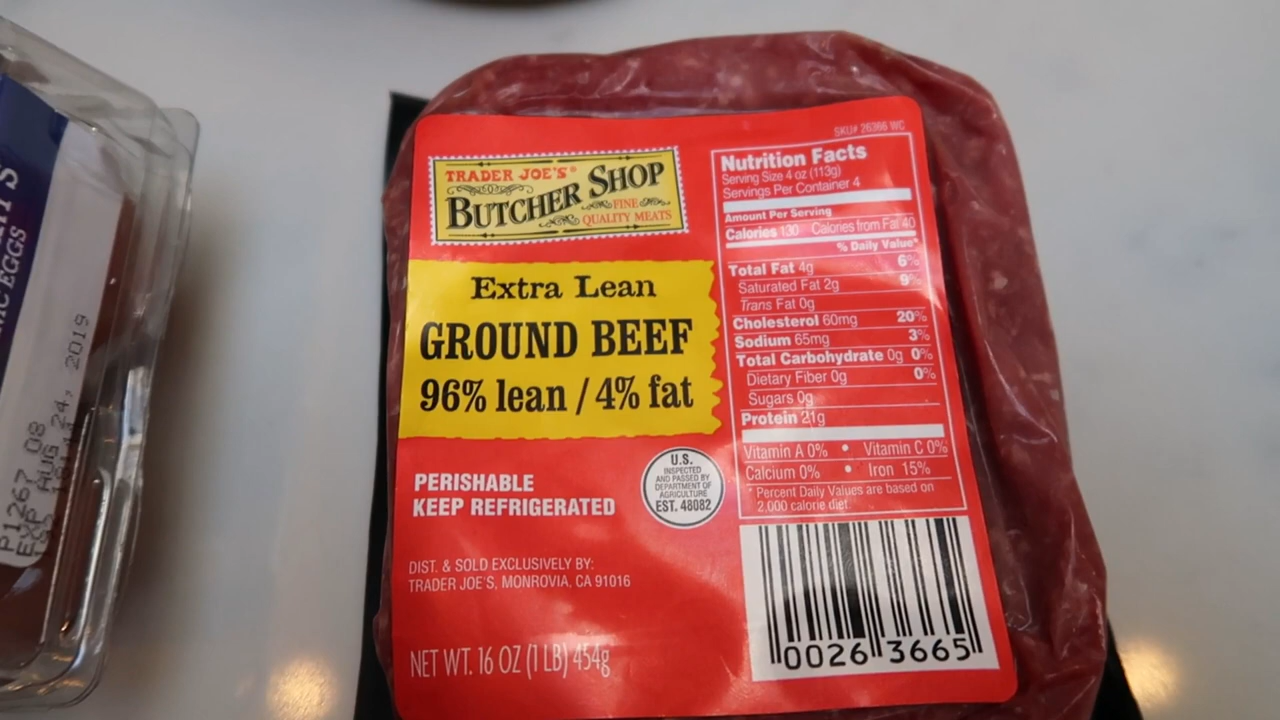 S
IC EGGS
P1267 08
EXP AUG 24, 2019
SKU# 26366 WC
TRADER JOE'S®
BUTCHER SHOP
FINE
QUALITY MEATS
Extra Lean
GROUND BEEF
96% lean / 4% fat
PERISHABLE
KEEP REFRIGERATED
U.S.
INSPECTED
AND PASSED BY
DEPARTMENT OF
AGRICULTURE
EST. 48082
DIST. & SOLD EXCLUSIVELY BY:
TRADER JOE'S, MONROVIA, CA 91016
NET WT. 16 OZ (1 LB) 454g
Nutrition Facts
Serving Size 4 oz (113g)
Servings Per Container 4
Amount Per Serving
Calories 130 Calories from Fat 40
% Daily Value*
Total Fat 4g 6%
Saturated Fat 2g 9%
Trans Fat 0g
Cholesterol 60mg 20%
Sodium 65mg 3%
Total Carbohydrate 0g 0%
Dietary Fiber 0g 0%
Sugars 0g
Protein 21g
Vitamin A 0% • Vitamin C 0%
Calcium 0% • Iron 15%
* Percent Daily Values are based on
2,000 calorie diet.
0026 3665